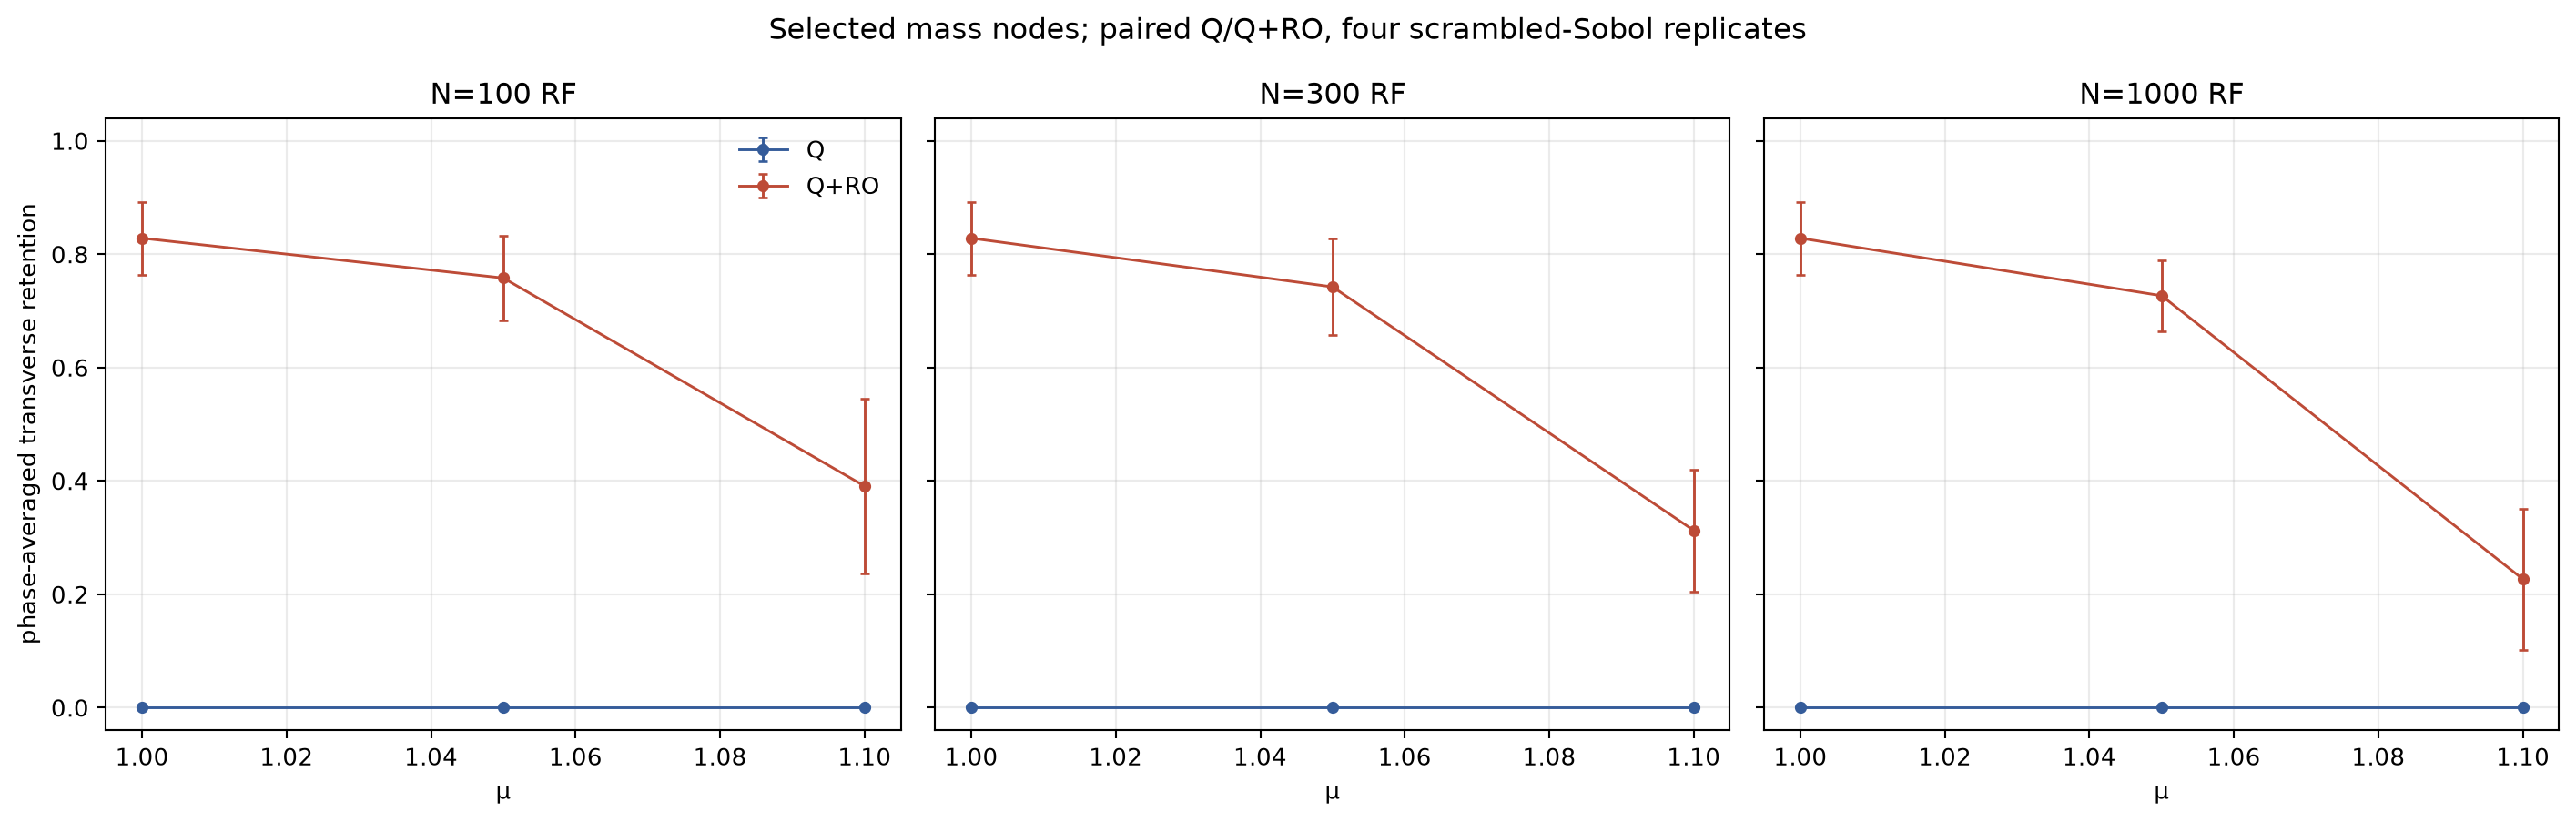 Selected mass nodes; paired Q/Q+RO, four scrambled-Sobol replicates
N=100 RF
N=300 RF
N=1000 RF
phase-averaged transverse retention
1.0
0.8
0.6
0.4
0.2
0.0
Q
Q+RO
1.00 1.02 1.04 1.06 1.08 1.10
μ
1.00 1.02 1.04 1.06 1.08 1.10
μ
1.00 1.02 1.04 1.06 1.08 1.10
μ